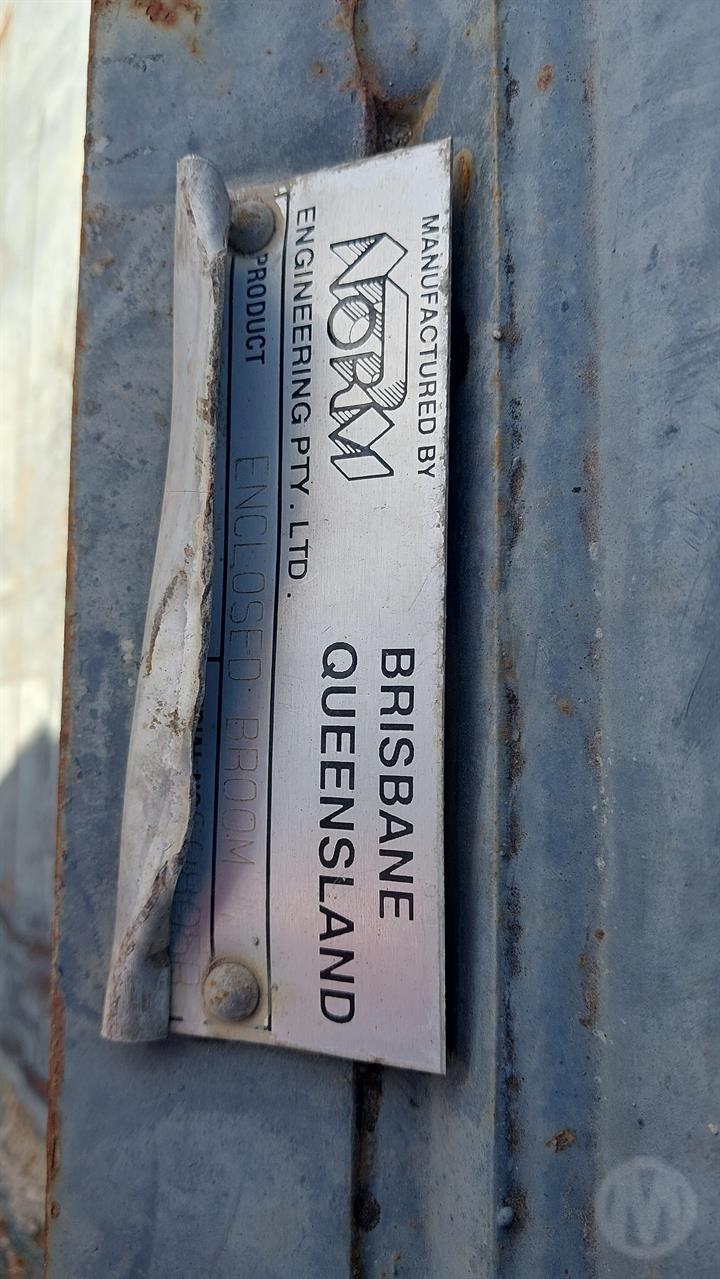 MANUFACTURED BY
NORM
ENGINEERING PTY. LTD.
BRISBANE
QUEENSLAND
PRODUCT ENCLOSED BROOM